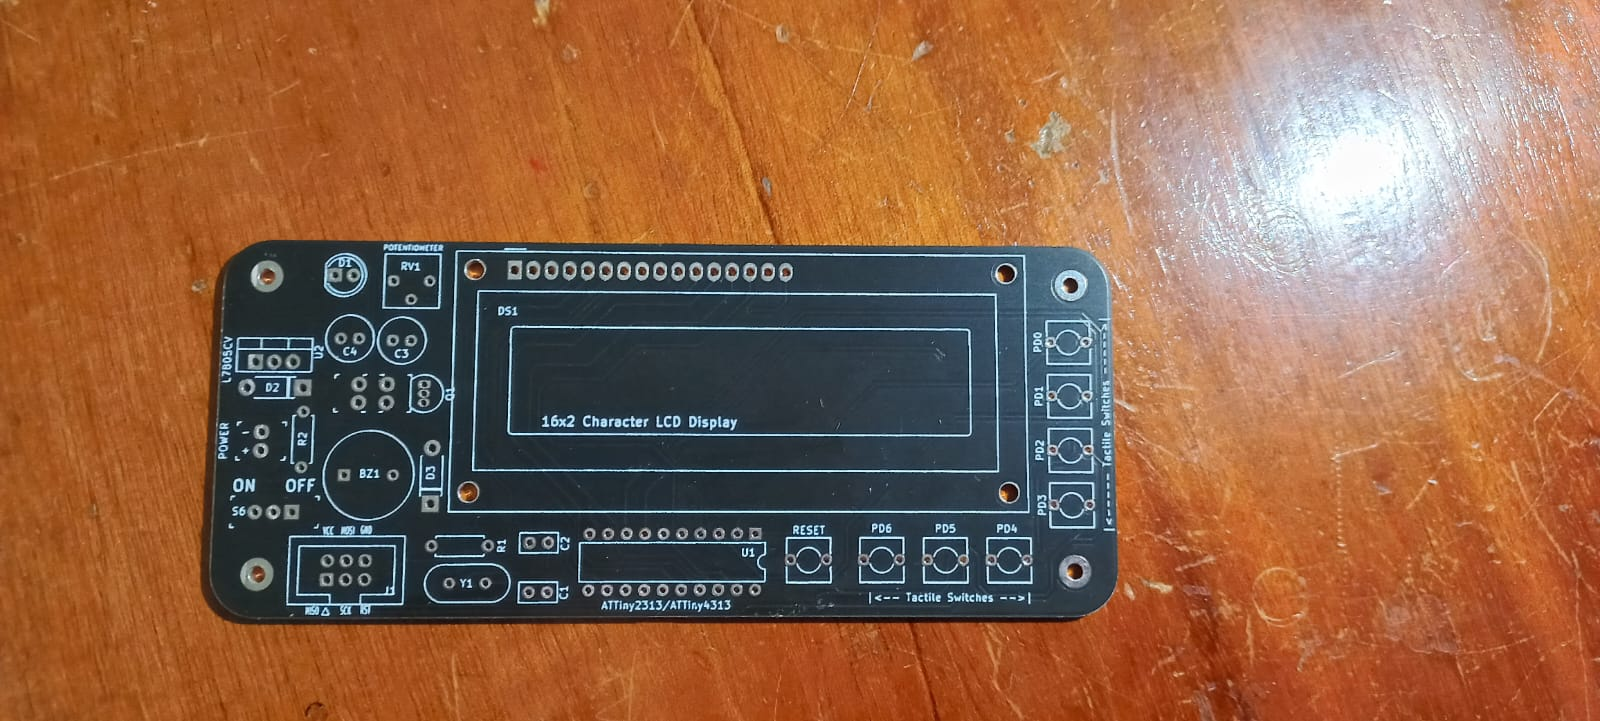 POTENTIOMETER
D1
RV1
DS1
C4
C3
L7805CV
U2
D2
Q1
16x2 Character LCD Display
POWER
-
+
R2
BZ1
D3
ON OFF
S6
VCC MOSI GND
J1
MISO SCK RST
R1
Y1
C2
C1
U1
ATTiny2313/ATTiny4313
RESET
PD6
PD5
PD4
|<-- Tactile Switches -->|
PD0
PD1
PD2
PD3
|<----- Tactile Switches ----->|